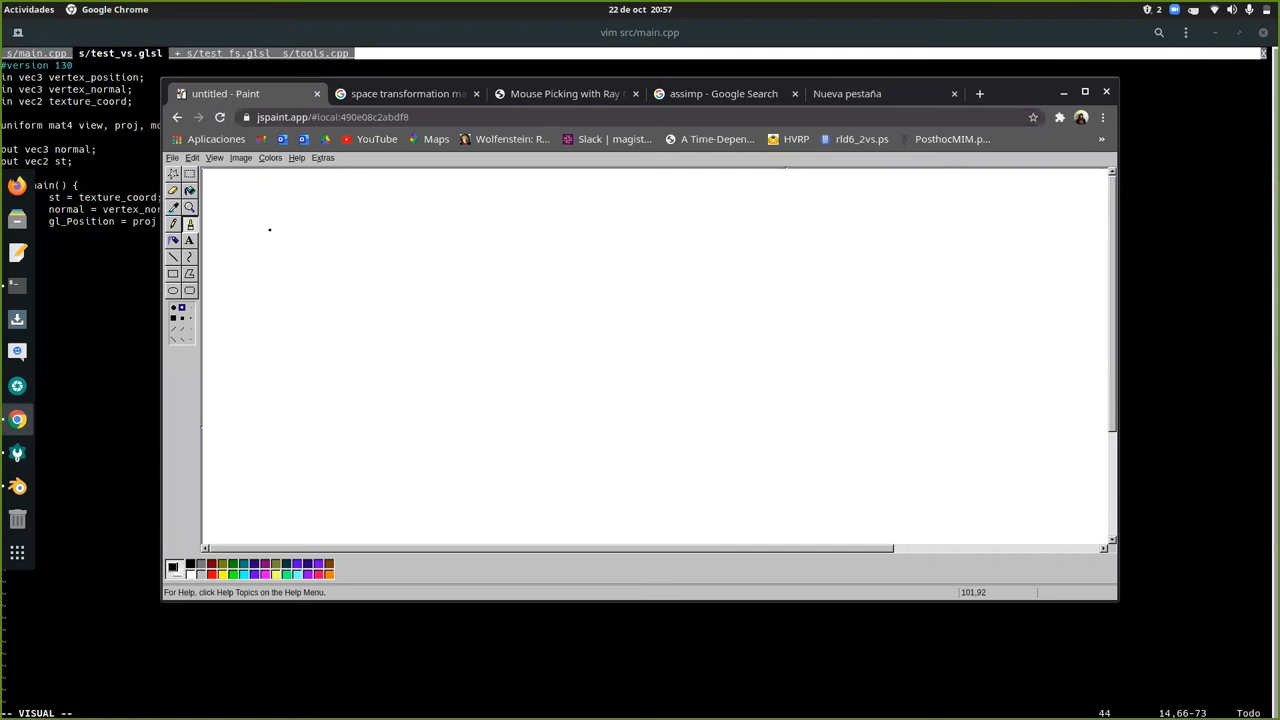 Actividades Google Chrome 22 de oct 20:57 2
vim src/main.cpp
s/main.cpp s/test_vs.glsl + s/test_fs.glsl s/tools.cpp X
#version 130
in vec3 vertex_position;
in vec3 vertex_normal;
in vec2 texture_coord;
uniform mat4 view, proj, mo
out vec3 normal;
out vec2 st;
main() {
st = texture_coord;
normal = vertex_nor
gl_Position = proj
untitled - Paint space transformation ma Mouse Picking with Ray C assimp - Google Search Nueva pestaña
jspaint.app/#local:490e08c2abdf8
Aplicaciones YouTube Maps Wolfenstein: R... Slack | magist... A Time-Depen... HVRP rld6_2vs.ps PosthocMIM.p... »
File Edit View Image Colors Help Extras
A
For Help, click Help Topics on the Help Menu. 101,92
-- VISUAL -- 44 14,66-73 Todo